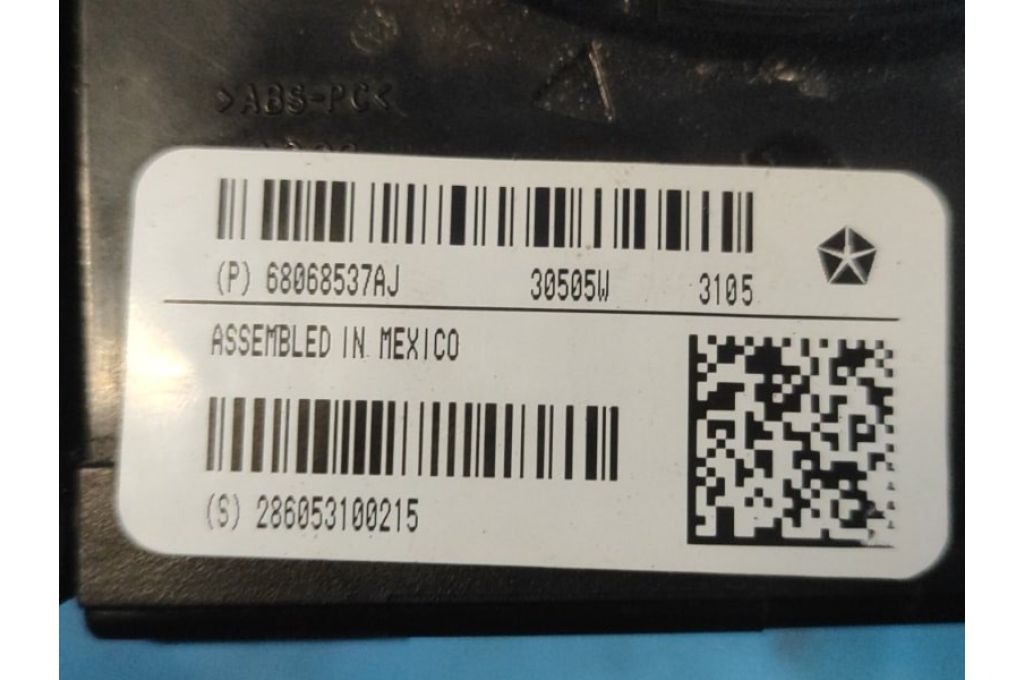 >ABS-PC<
(P) 68068537AJ 30505W 3105
ASSEMBLED IN MEXICO
(S) 286053100215